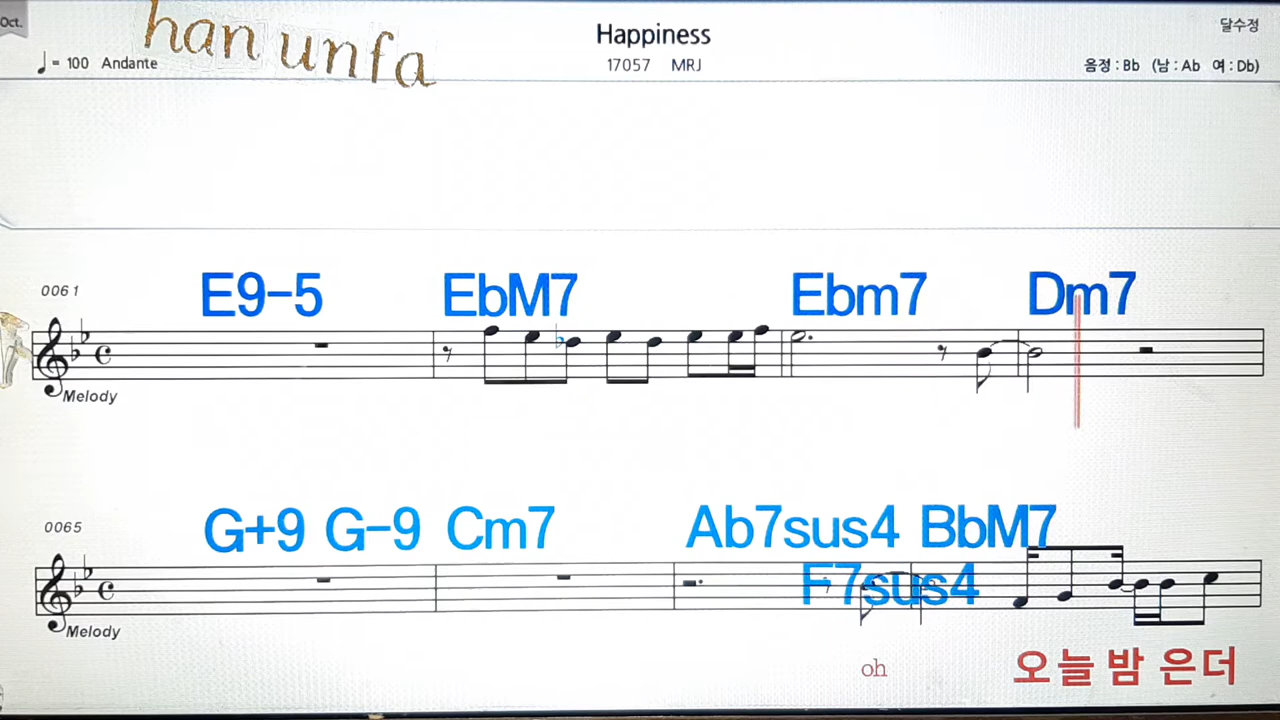 Oct.
han unfa
Happiness
달수정
♩= 100 Andante
17057 MRJ
음정 : Bb (남 : Ab 여 : Db)
0061
E9-5 EbM7 Ebm7 Dm7
Melody
0065
G+9 G-9 Cm7 Ab7sus4 BbM7
F7sus4
Melody
oh 오늘 밤 은더